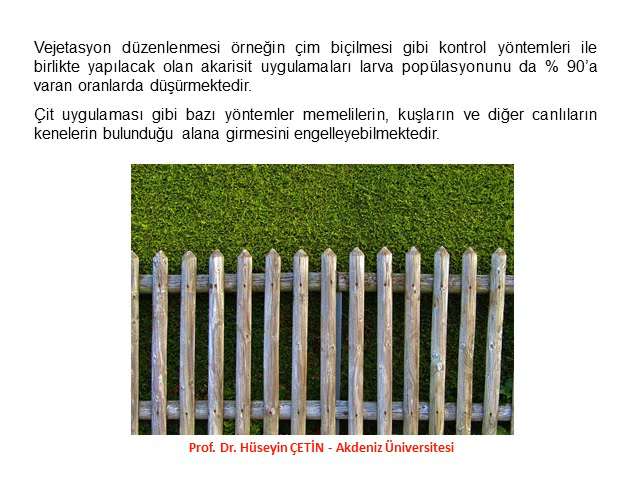 Vejetasyon düzenlenmesi örneğin çim biçilmesi gibi kontrol yöntemleri ile
birlikte yapılacak olan akarisit uygulamaları larva popülasyonunu da % 90’a
varan oranlarda düşürmektedir.
Çit uygulaması gibi bazı yöntemler memelilerin, kuşların ve diğer canlıların
kenelerin bulunduğu alana girmesini engelleyebilmektedir.
Prof. Dr. Hüseyin ÇETİN - Akdeniz Üniversitesi